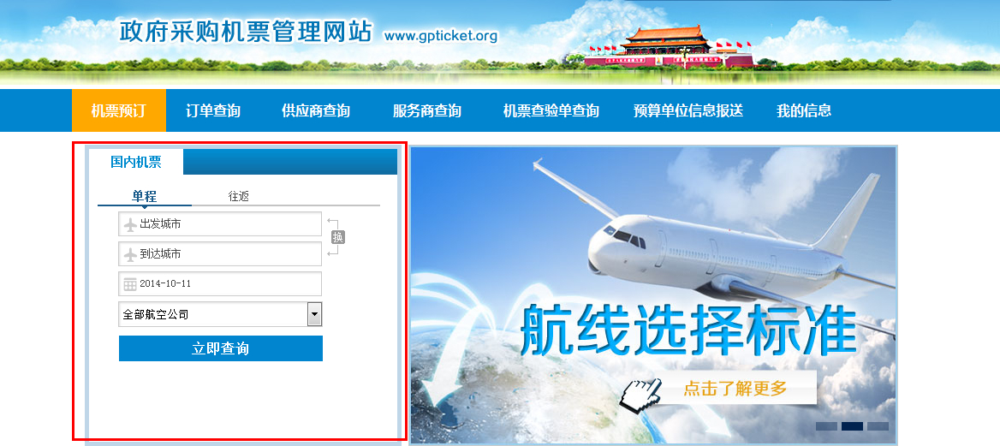 政府采购机票管理网站 www.gpticket.org
机票预订 订单查询 供应商查询 服务商查询 机票查验单查询 预算单位信息报送 我的信息
国内机票
单程 往返
出发城市
换
到达城市
2014-10-11
全部航空公司
立即查询
航线选择标准
点击了解更多